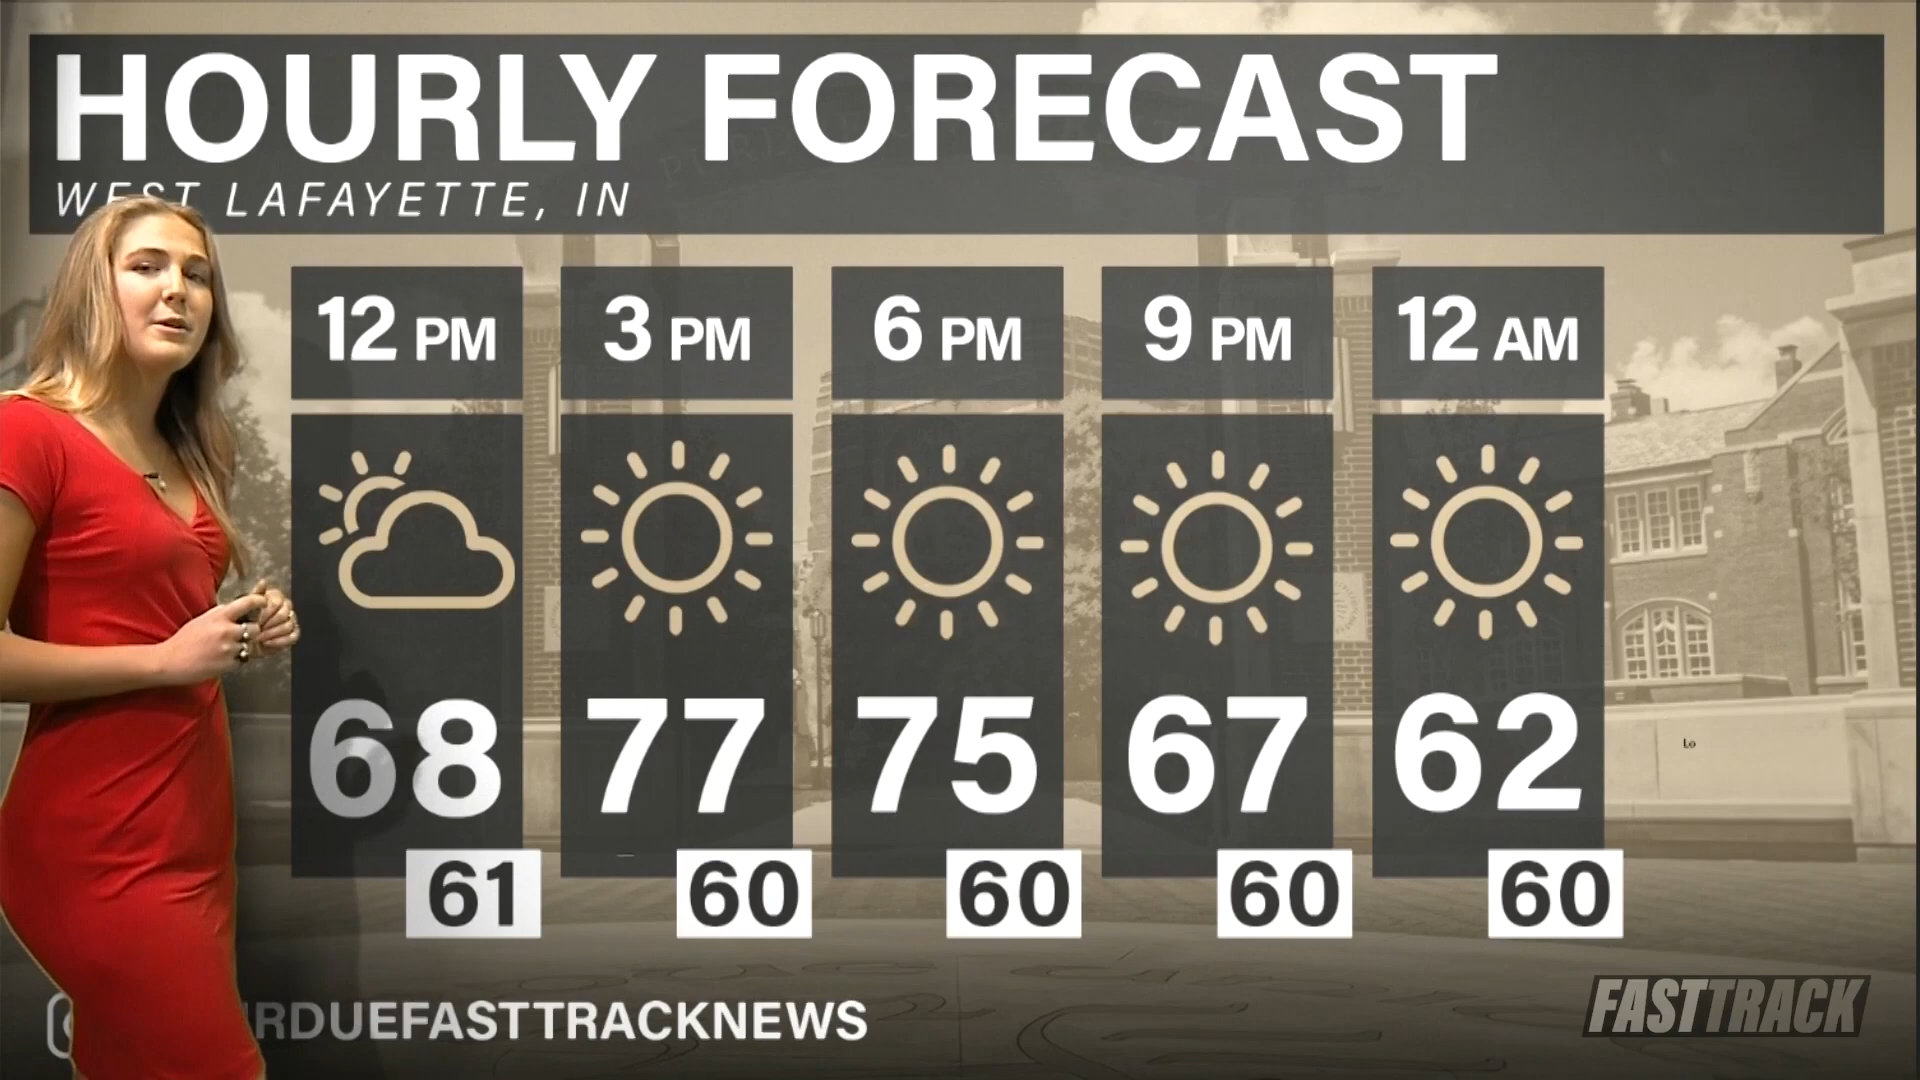 HOURLY FORECAST
WEST LAFAYETTE, IN
12 PM 3 PM 6 PM 9 PM 12 AM
68 77 75 67 62
61 60 60 60 60
RDUEFASTTRACKNEWS
FASTTRACK
Lo